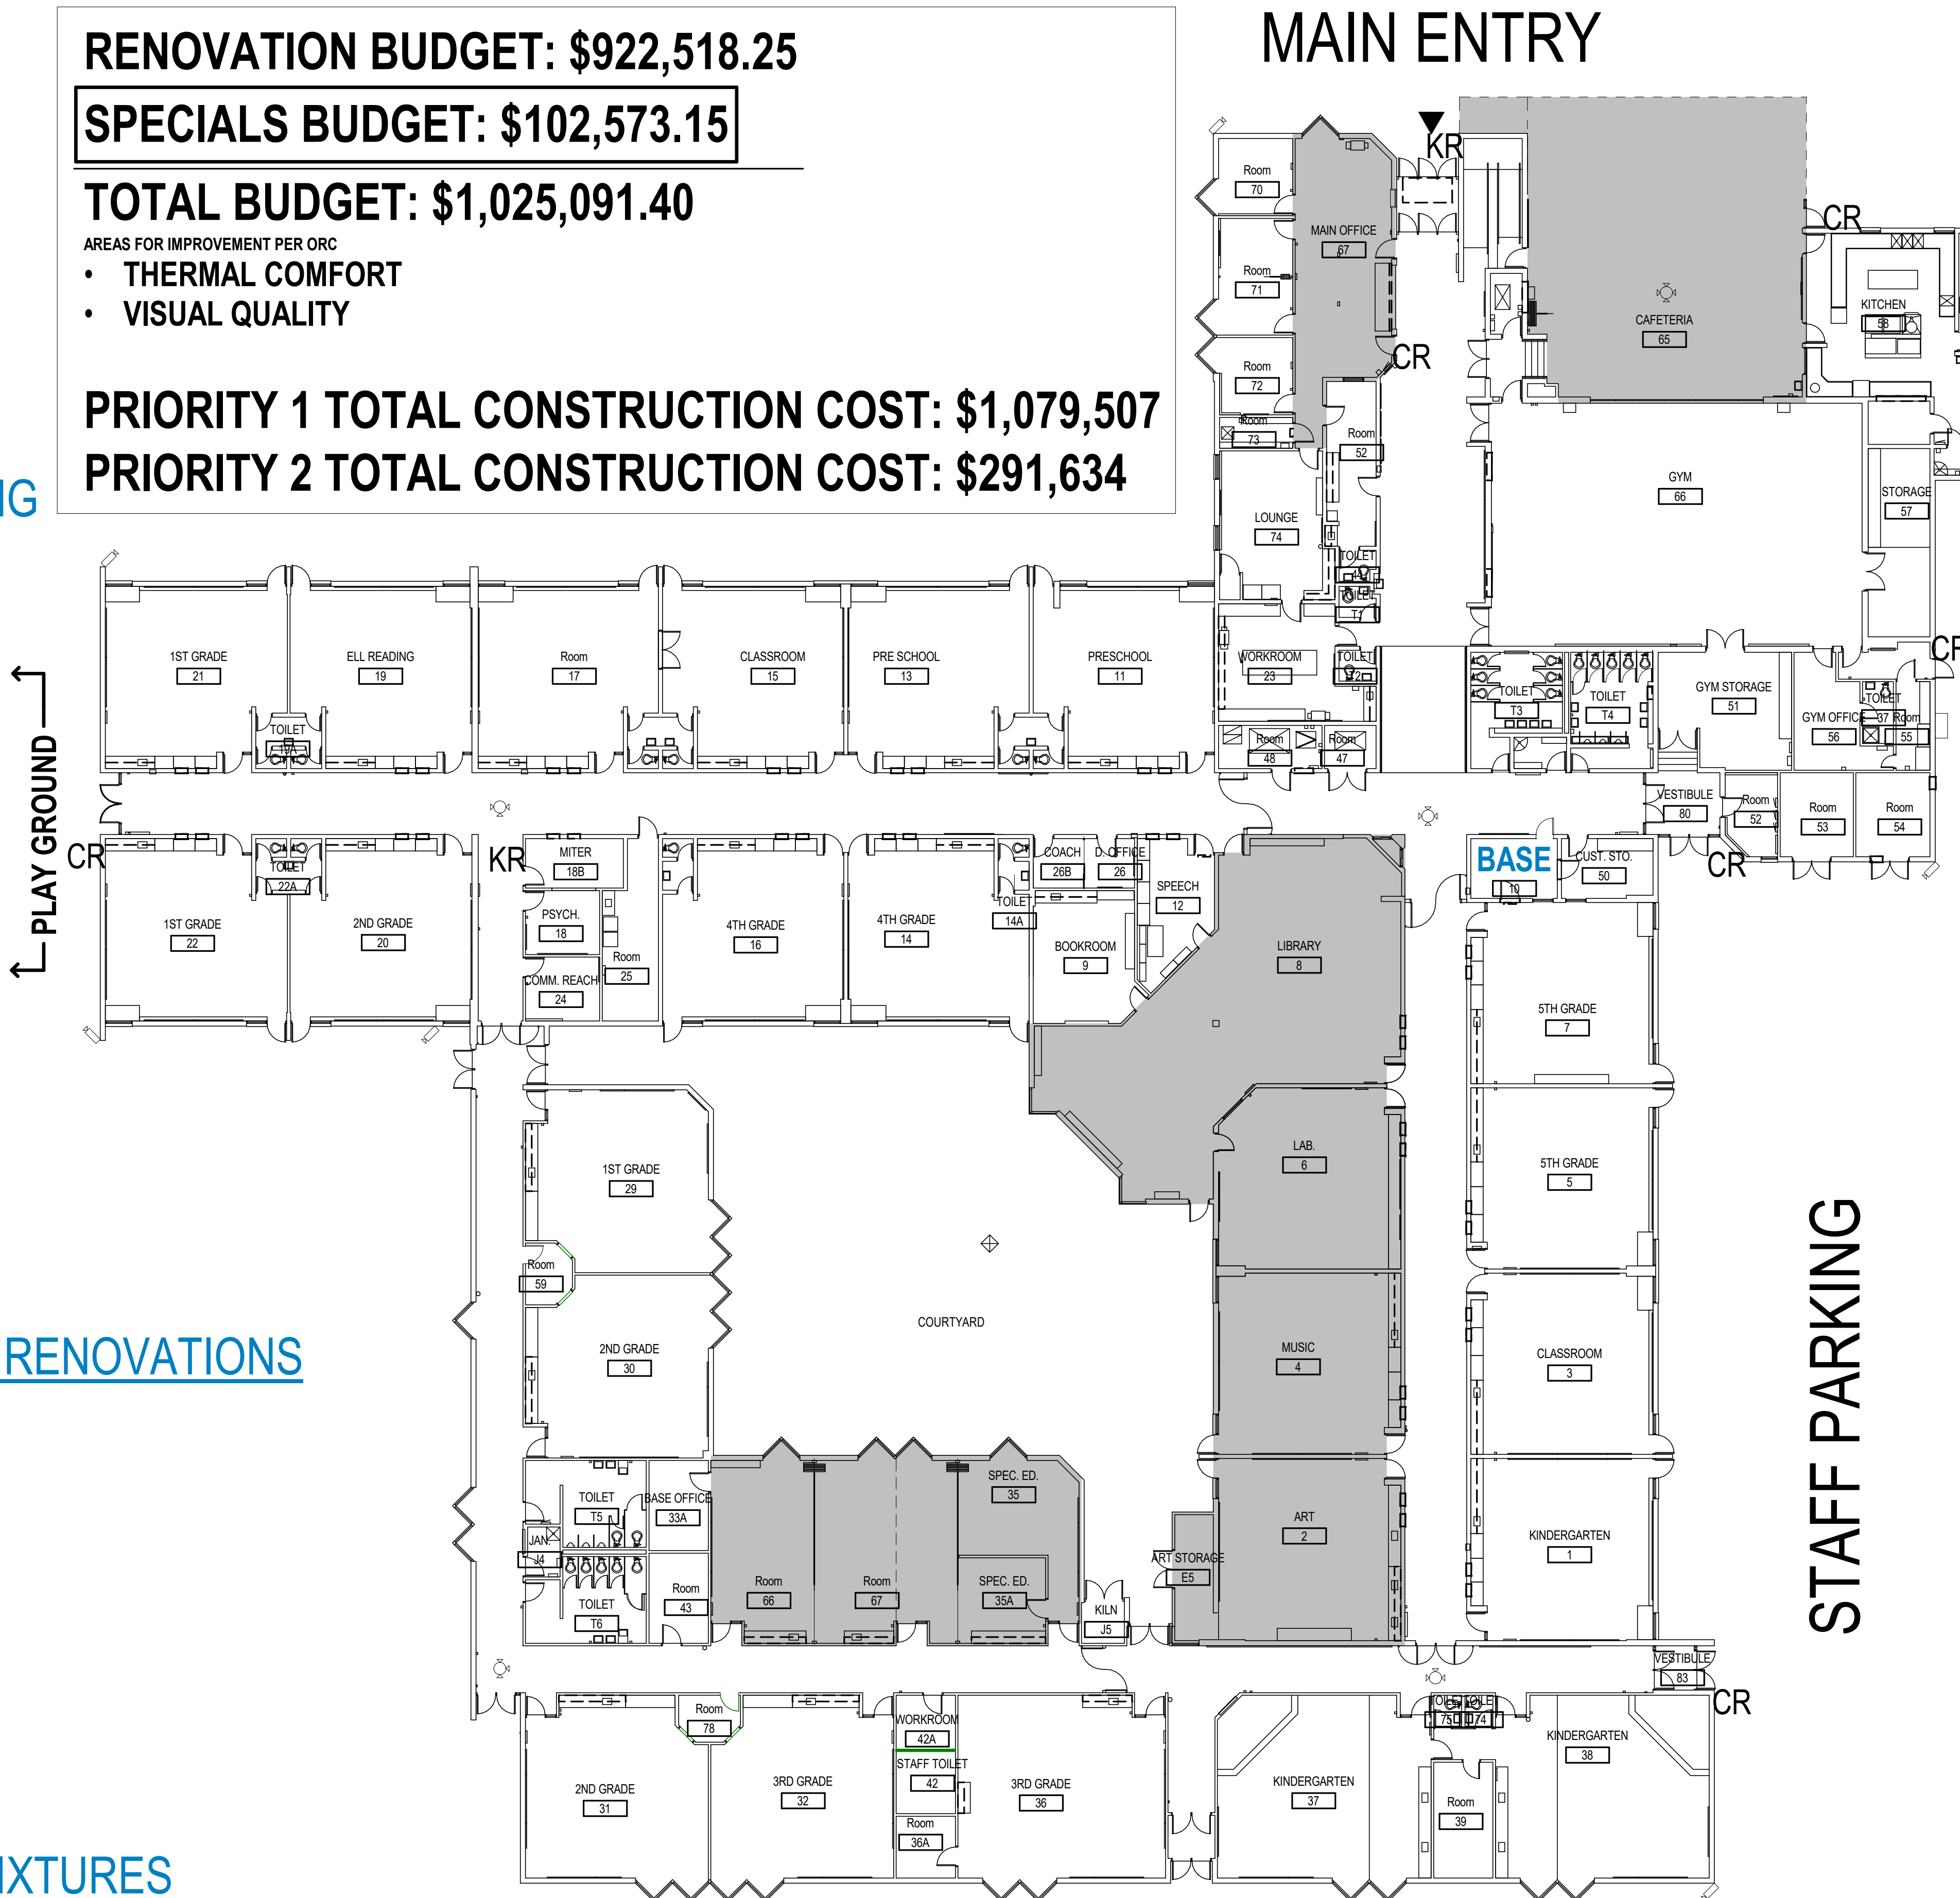 RENOVATION BUDGET: $922,518.25
SPECIALS BUDGET: $102,573.15
TOTAL BUDGET: $1,025,091.40
AREAS FOR IMPROVEMENT PER ORC
• THERMAL COMFORT
• VISUAL QUALITY
PRIORITY 1 TOTAL CONSTRUCTION COST: $1,079,507
PRIORITY 2 TOTAL CONSTRUCTION COST: $291,634
MAIN ENTRY
KR
Room
70
MAIN OFFICE
67
Room
71
Room
72
CR
Room
73
Room
52
CAFETERIA
65
CR
KITCHEN
58
GYM
66
STORAGE
57
LOUNGE
74
TOILET
44
TOILET
T1
NG
1ST GRADE
21
ELL READING
19
Room
17
CLASSROOM
15
PRE SCHOOL
13
PRESCHOOL
11
WORKROOM
23
TOILET
T2
TOILET
T3
TOILET
T4
GYM STORAGE
51
GYM OFFICE
56
TOILET
37
Room
55
CR
TOILET
19A
Room
48
Room
47
PLAY GROUND
VESTIBULE
80
Room
52
Room
53
Room
54
CR
CR
TOILET
22A
KR
MITER
18B
COACH
26B
D. OFFICE
26
SPEECH
12
BASE
10
CUST. STO.
50
1ST GRADE
22
2ND GRADE
20
PSYCH.
18
Room
25
COMM. REACH
24
4TH GRADE
16
4TH GRADE
14
TOILET
14A
BOOKROOM
9
LIBRARY
8
5TH GRADE
7
1ST GRADE
29
LAB.
6
5TH GRADE
5
Room
59
COURTYARD
2ND GRADE
30
MUSIC
4
CLASSROOM
3
STAFF PARKING
RENOVATIONS
TOILET
T5
BASE OFFICE
33A
SPEC. ED.
35
JAN.
J4
TOILET
T6
Room
43
Room
66
Room
67
SPEC. ED.
35A
KILN
J5
ART STORAGE
E5
ART
2
KINDERGARTEN
1
VESTIBULE
83
CR
Room
78
WORKROOM
42A
STAFF TOILET
42
2ND GRADE
31
3RD GRADE
32
3RD GRADE
36
Room
36A
KINDERGARTEN
37
TOILET
75
TOILET
74
Room
39
KINDERGARTEN
38
IXTURES